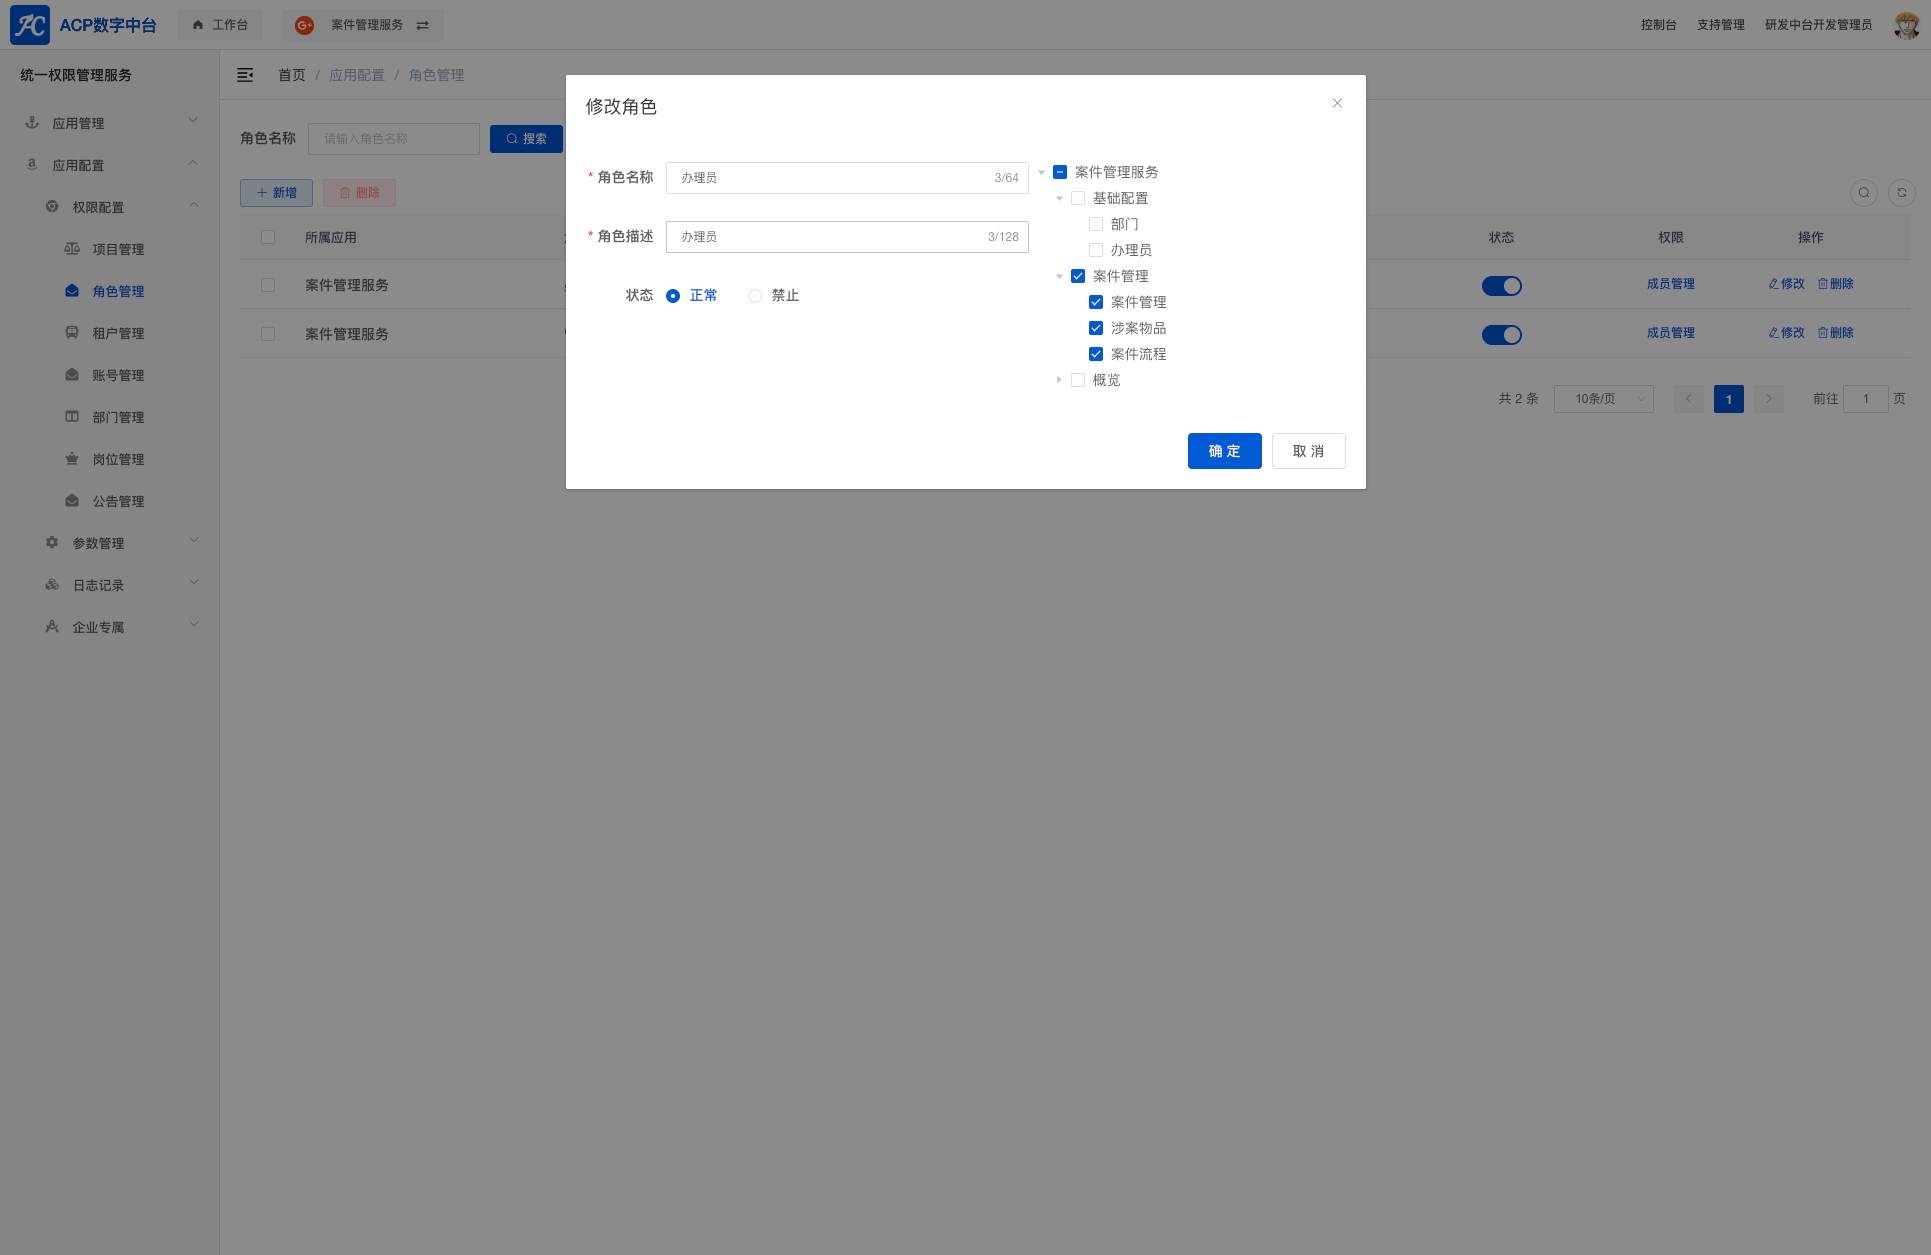 ACP数字中台
工作台
案件管理服务
控制台
支持管理
研发中台开发管理员
统一权限管理服务
应用管理
应用配置
权限配置
项目管理
角色管理
租户管理
账号管理
部门管理
岗位管理
公告管理
参数管理
日志记录
企业专属
首页 / 应用配置 / 角色管理
角色名称
请输入角色名称
搜索
新增
删除
所属应用
状态
权限
操作
案件管理服务
成员管理
修改
删除
案件管理服务
成员管理
修改
删除
共 2 条
10条/页
1
前往 1 页
修改角色
* 角色名称
办理员
3/64
* 角色描述
办理员
3/128
状态
正常
禁止
案件管理服务
基础配置
部门
办理员
案件管理
案件管理
涉案物品
案件流程
概览
确 定
取 消